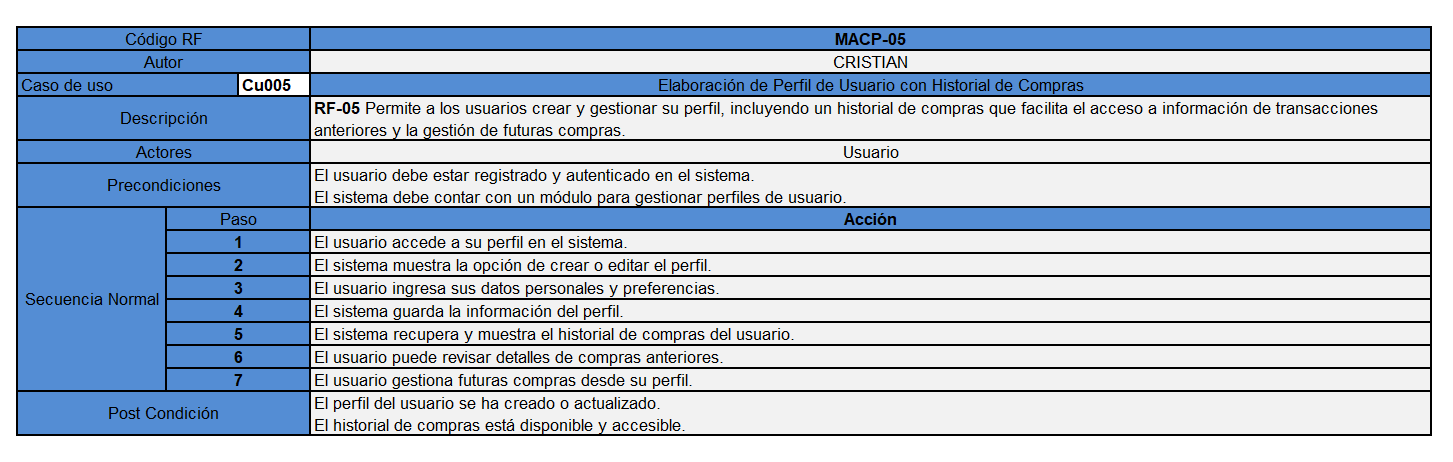 Código RF MACP-05
Autor CRISTIAN
Caso de uso Cu005 Elaboración de Perfil de Usuario con Historial de Compras
Descripción RF-05 Permite a los usuarios crear y gestionar su perfil, incluyendo un historial de compras que facilita el acceso a información de transacciones
anteriores y la gestión de futuras compras.
Actores Usuario
Precondiciones El usuario debe estar registrado y autenticado en el sistema.
El sistema debe contar con un módulo para gestionar perfiles de usuario.
Secuencia Normal Paso Acción
1 El usuario accede a su perfil en el sistema.
2 El sistema muestra la opción de crear o editar el perfil.
3 El usuario ingresa sus datos personales y preferencias.
4 El sistema guarda la información del perfil.
5 El sistema recupera y muestra el historial de compras del usuario.
6 El usuario puede revisar detalles de compras anteriores.
7 El usuario gestiona futuras compras desde su perfil.
Post Condición El perfil del usuario se ha creado o actualizado.
El historial de compras está disponible y accesible.